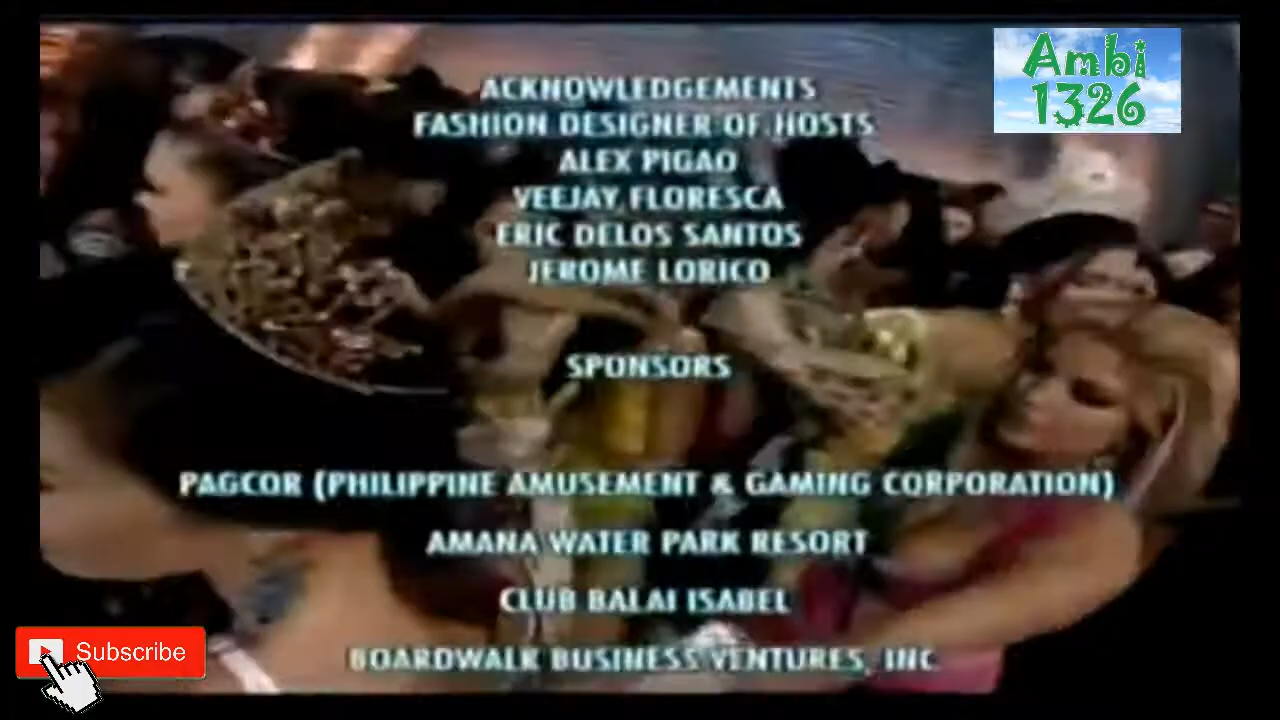 Ambi
1326
ACKNOWLEDGEMENTS
FASHION DESIGNER OF HOSTS
ALEX PIGAO
VEEJAY FLORESCA
ERIC DELOS SANTOS
JEROME LORICO
SPONSORS
PAGCOR (PHILIPPINE AMUSEMENT & GAMING CORPORATION)
AMANA WATER PARK RESORT
CLUB BALAI ISABEL
BOARDWALK BUSINESS VENTURES, INC
Subscribe